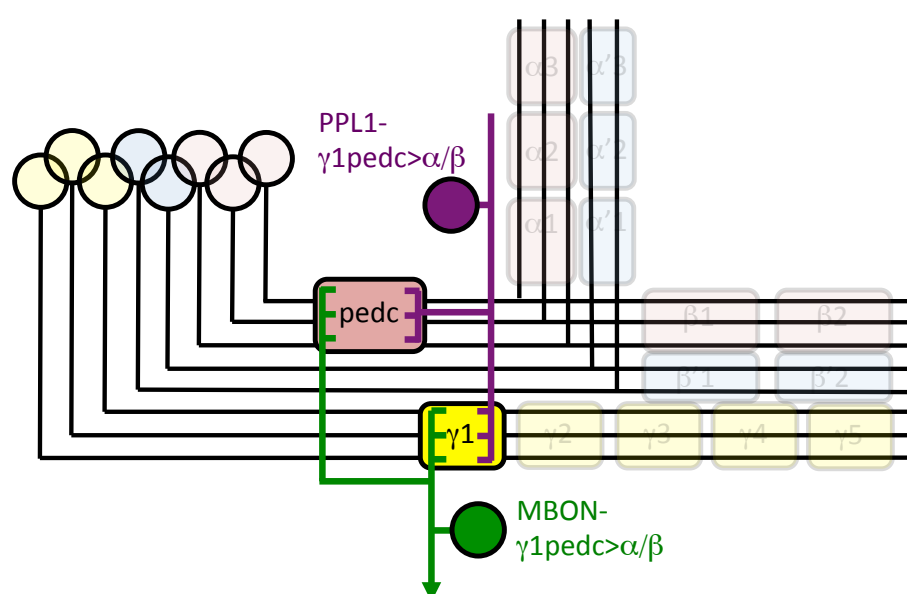 α3 α'3
PPL1-
γ1pedc>α/β
α2 α'2
α1 α'1
pedc
β1 β2
β'1 β'2
γ1 γ2 γ3 γ4 γ5
MBON-
γ1pedc>α/β